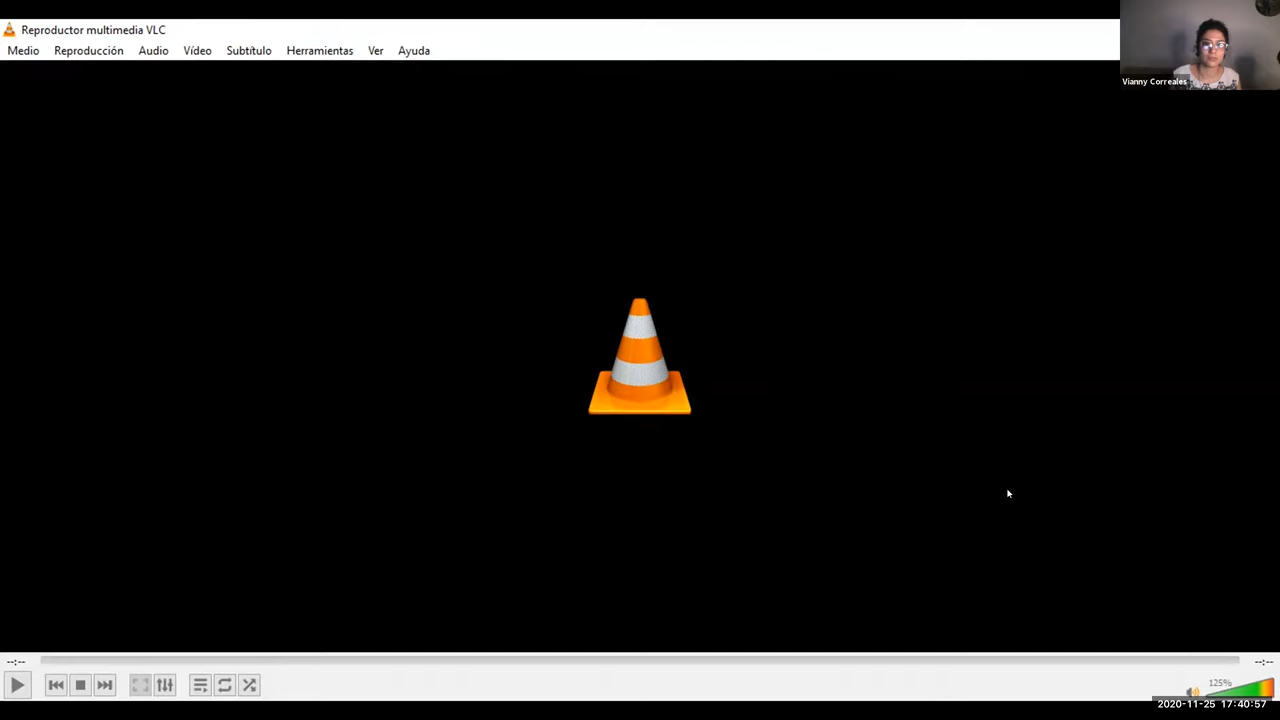 Reproductor multimedia VLC
Medio Reproducción Audio Vídeo Subtítulo Herramientas Ver Ayuda
Vianny Correales
--:-- --:--
125%
2020-11-25 17:40:57